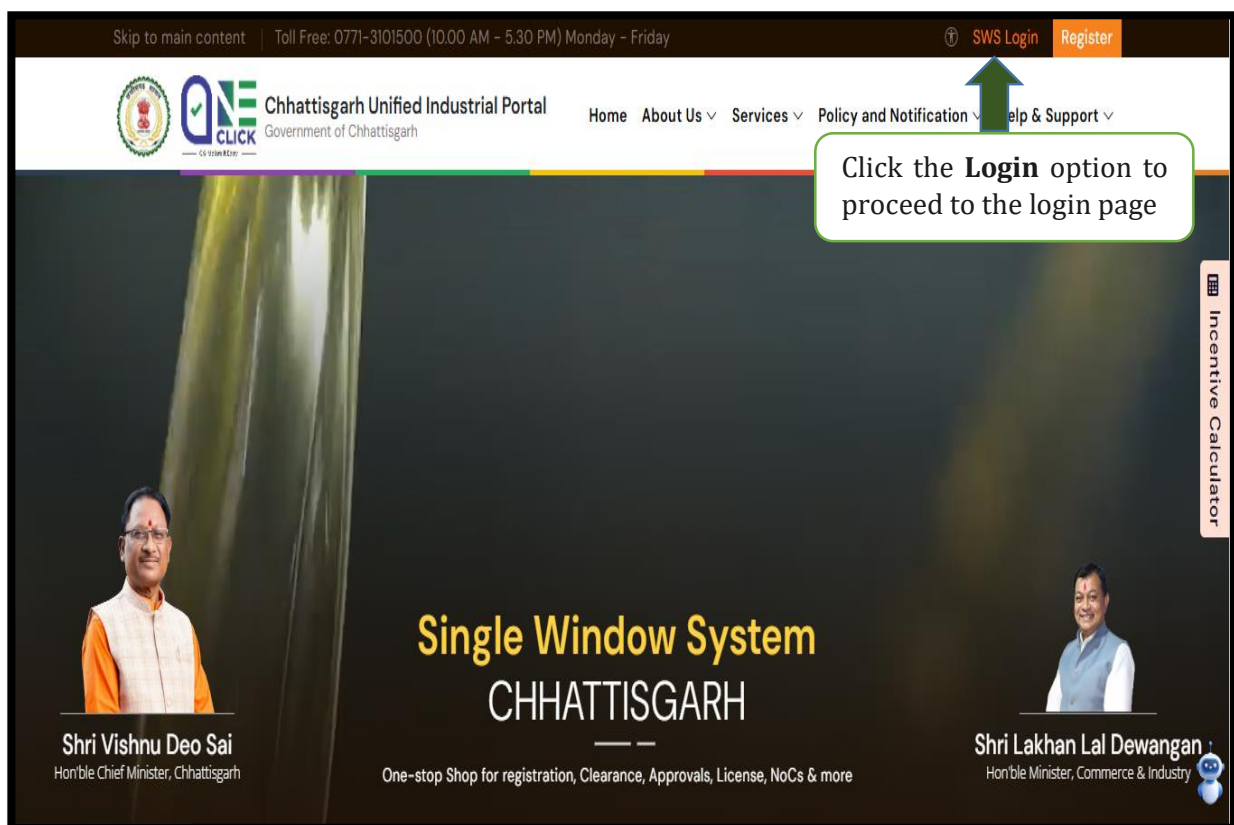 Skip to main content Toll Free: 0771-3101500 (10.00 AM - 5.30 PM) Monday - Friday SWS Login Register
ONE
CLICK
Chhattisgarh Unified Industrial Portal
Government of Chhattisgarh
Home About Us Services Policy and Notification Support
Click the Login option to
proceed to the login page
Incentive Calculator
Single Window System
CHHATTISGARH
One-stop Shop for registration, Clearance, Approvals, License, NoCs & more
Shri Vishnu Deo Sai
Hon'ble Chief Minister, Chhattisgarh
Shri Lakhan Lal Dewangan
Hon'ble Minister, Commerce & Industry